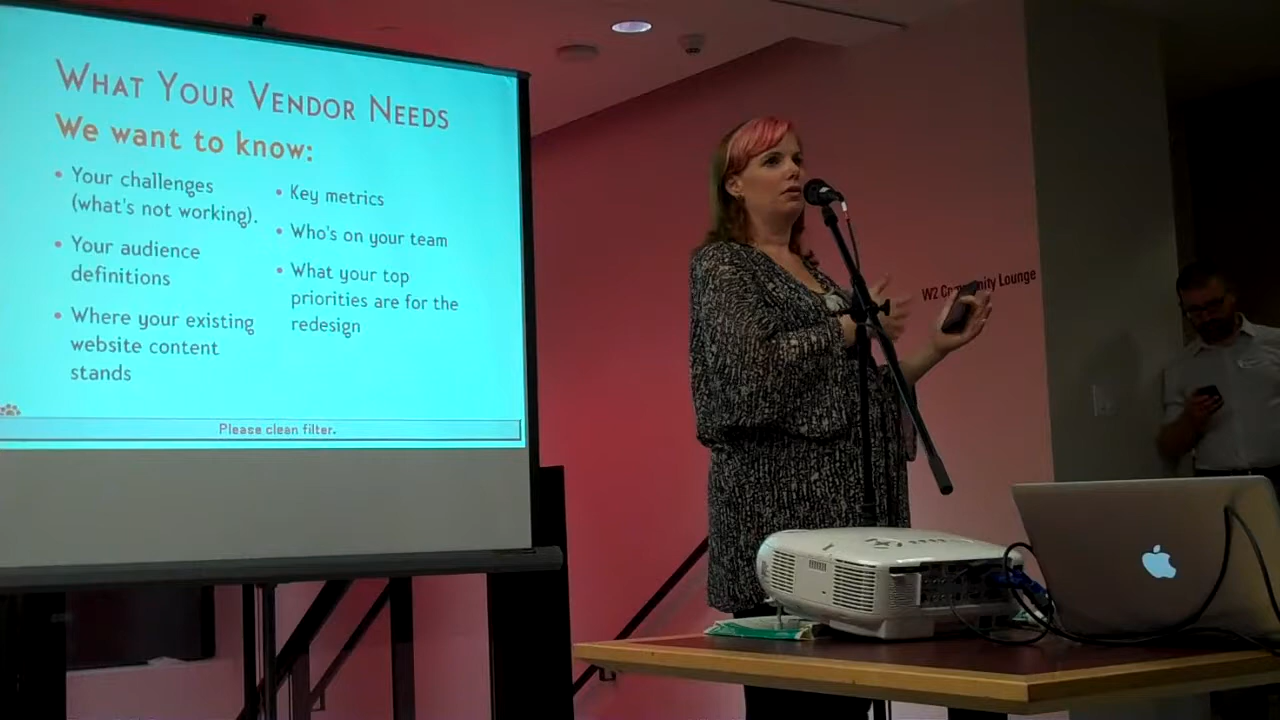 What Your Vendor Needs
We want to know:
• Your challenges
(what's not working).
• Your audience
definitions
• Where your existing
website content
stands
• Key metrics
• Who's on your team
• What your top
priorities are for the
redesign
Please clean filter.
W2 Community Lounge